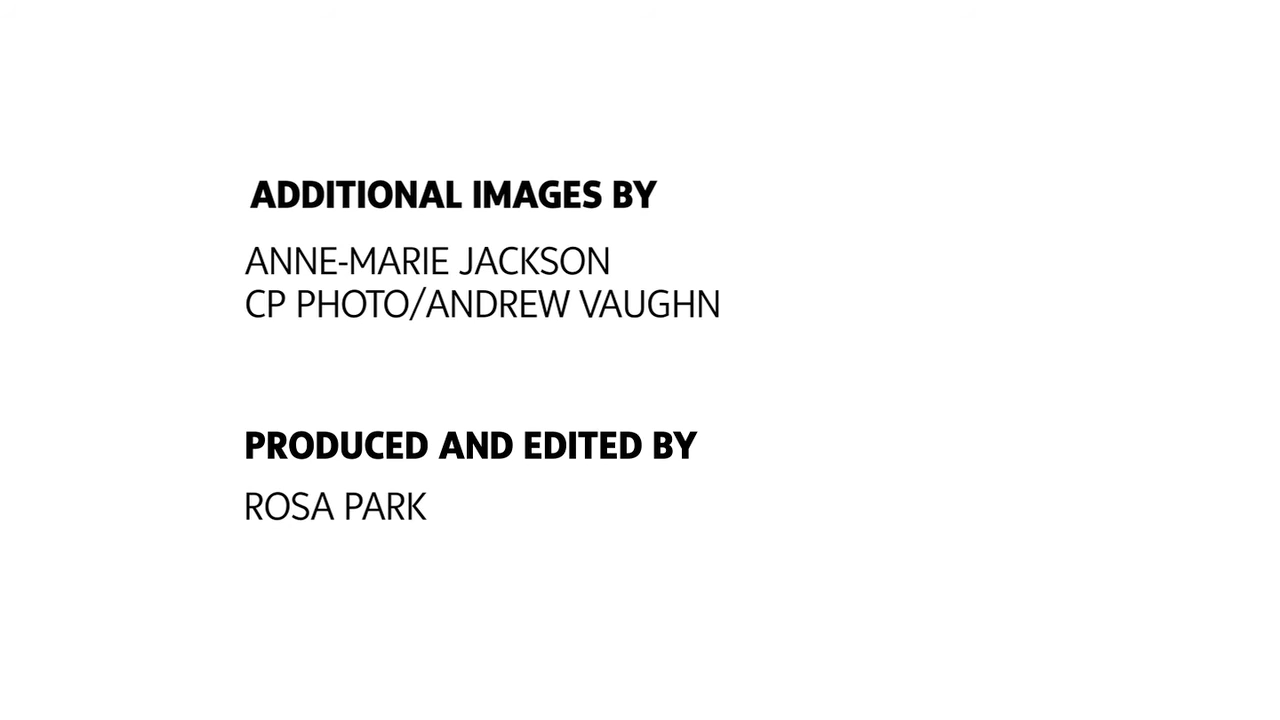 ADDITIONAL IMAGES BY
ANNE-MARIE JACKSON
CP PHOTO/ANDREW VAUGHN
PRODUCED AND EDITED BY
ROSA PARK